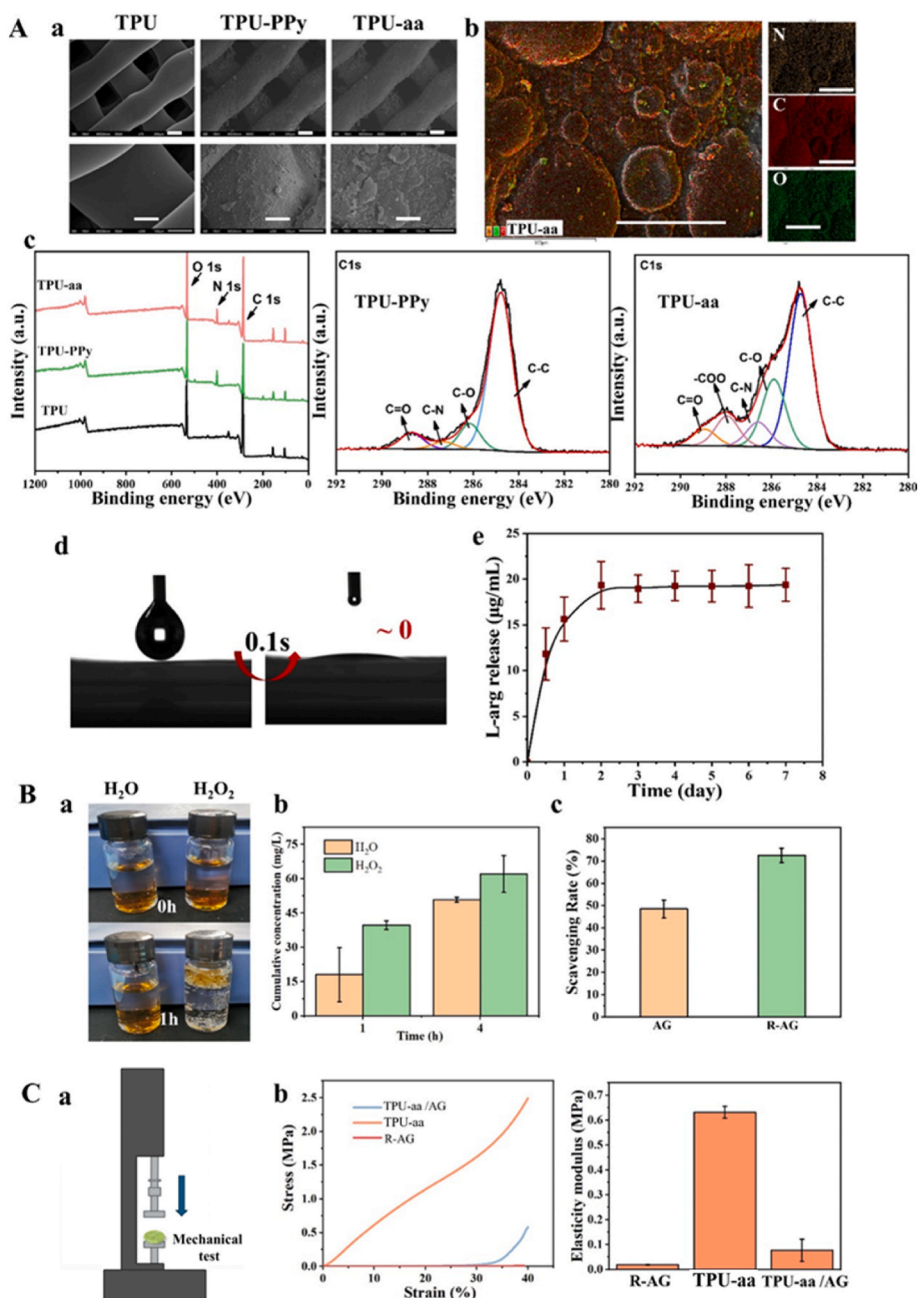 A
a
TPU
TPU-PPy
TPU-aa
b
TPU-aa
N
C
O
c
TPU-aa
TPU-PPy
TPU
O 1s
N 1s
C 1s
Intensity (a.u.)
1200 1000 800 600 400 200 0
Binding energy (eV)
C1s
TPU-PPy
C=O
C-N
C-O
C-C
Intensity (a.u.)
292 290 288 286 284 282 280
Binding energy (eV)
C1s
TPU-aa
C=O
-COO
C-N
C-O
C-C
Intensity (a.u.)
292 290 288 286 284 282 280
Binding energy (eV)
d
0.1s
~ 0
e
L-arg release (μg/mL)
25
20
15
10
5
0
0 1 2 3 4 5 6 7 8
Time (day)
B
a
H₂O
H₂O₂
0h
1h
b
H₂O
H₂O₂
Cumulative concentration (mg/L)
75
60
45
30
15
0
1 4
Time (h)
c
Scavenging Rate (%)
80
70
60
50
40
30
20
10
0
AG R-AG
C
a
Mechanical
test
b
TPU-aa /AG
TPU-aa
R-AG
Stress (MPa)
2.5
2.0
1.5
1.0
0.5
0.0
0 10 20 30 40
Strain (%)
Elasticity modulus (MPa)
0.7
0.6
0.5
0.4
0.3
0.2
0.1
0.0
R-AG TPU-aa TPU-aa /AG